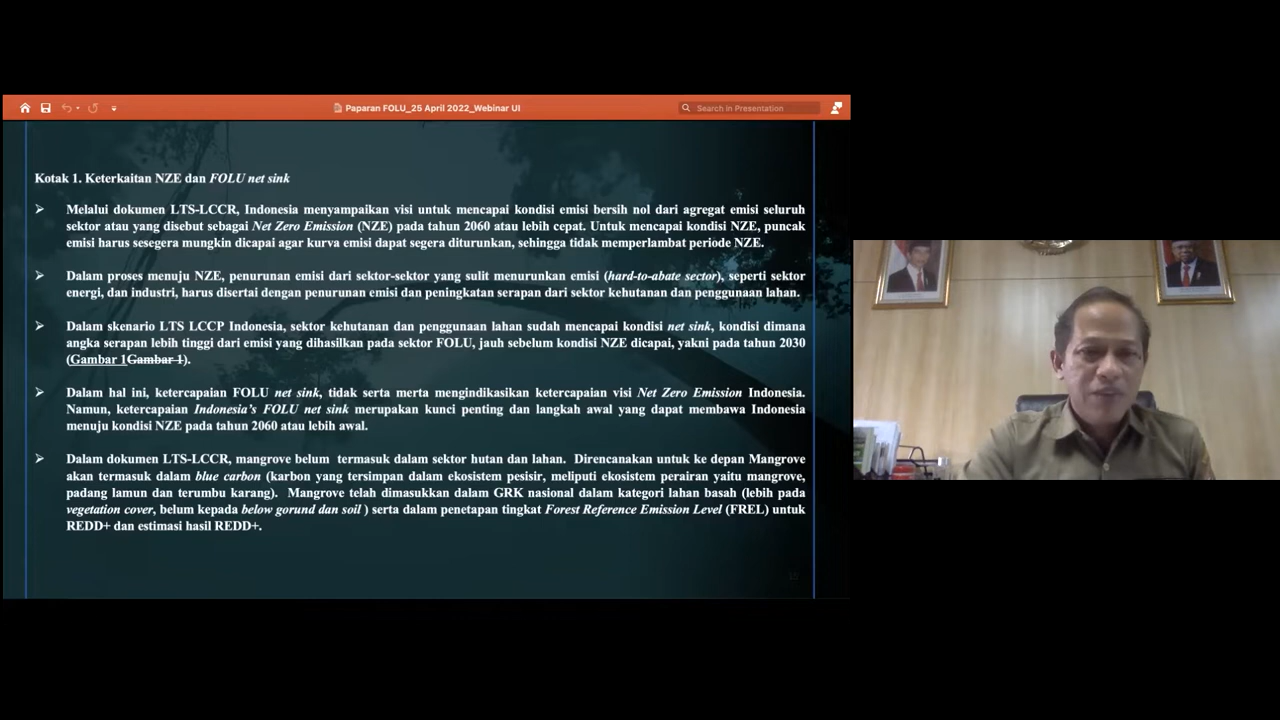 Paparan FOLU_25 April 2022_Webinar UI
Search in Presentation
Kotak 1. Keterkaitan NZE dan FOLU net sink
Melalui dokumen LTS-LCCR, Indonesia menyampaikan visi untuk mencapai kondisi emisi bersih nol dari agregat emisi seluruh
sektor atau yang disebut sebagai Net Zero Emission (NZE) pada tahun 2060 atau lebih cepat. Untuk mencapai kondisi NZE, puncak
emisi harus sesegera mungkin dicapai agar kurva emisi dapat segera diturunkan, sehingga tidak memperlambat periode NZE.
Dalam proses menuju NZE, penurunan emisi dari sektor-sektor yang sulit menurunkan emisi (hard-to-abate sector), seperti sektor
energi, dan industri, harus disertai dengan penurunan emisi dan peningkatan serapan dari sektor kehutanan dan penggunaan lahan.
Dalam skenario LTS LCCP Indonesia, sektor kehutanan dan penggunaan lahan sudah mencapai kondisi net sink, kondisi dimana
angka serapan lebih tinggi dari emisi yang dihasilkan pada sektor FOLU, jauh sebelum kondisi NZE dicapai, yakni pada tahun 2030
(Gambar 1Gambar 1).
Dalam hal ini, ketercapaian FOLU net sink, tidak serta merta mengindikasikan ketercapaian visi Net Zero Emission Indonesia.
Namun, ketercapaian Indonesia's FOLU net sink merupakan kunci penting dan langkah awal yang dapat membawa Indonesia
menuju kondisi NZE pada tahun 2060 atau lebih awal.
Dalam dokumen LTS-LCCR, mangrove belum termasuk dalam sektor hutan dan lahan. Direncanakan untuk ke depan Mangrove
akan termasuk dalam blue carbon (karbon yang tersimpan dalam ekosistem pesisir, meliputi ekosistem perairan yaitu mangrove,
padang lamun dan terumbu karang). Mangrove telah dimasukkan dalam GRK nasional dalam kategori lahan basah (lebih pada
vegetation cover, belum kepada below gorund dan soil ) serta dalam penetapan tingkat Forest Reference Emission Level (FREL) untuk
REDD+ dan estimasi hasil REDD+.
15